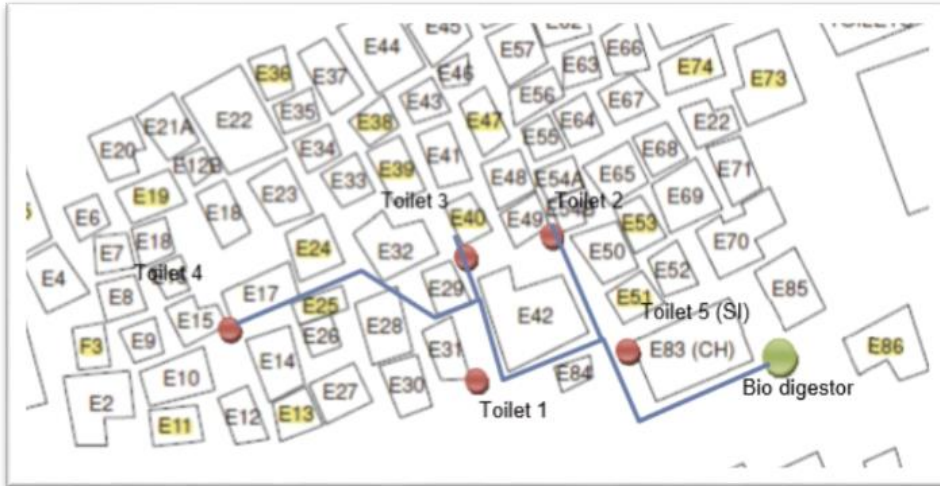 E45
E44
E57
E66
E63
E74
E73
E36
E37
E46
E35
E43
E56
E67
E21A
E22
E38
E47
E64
E22
E20
E12B
E34
E41
E55
E68
E39
E48
E54A
E65
E71
E19
E33
E23
E18
Toilet 3
Toilet 2
E69
E6
E40
E49
E53
E7
E18
E24
E32
E50
E70
E4
Toilet 4
E52
E8
E17
E29
E51
E85
E25
Toilet 5 (SI)
E15
E28
E42
E26
F3
E9
E31
E83 (CH)
E86
E14
E84
E10
E30
Bio digestor
E2
E27
E12
E13
Toilet 1
E11